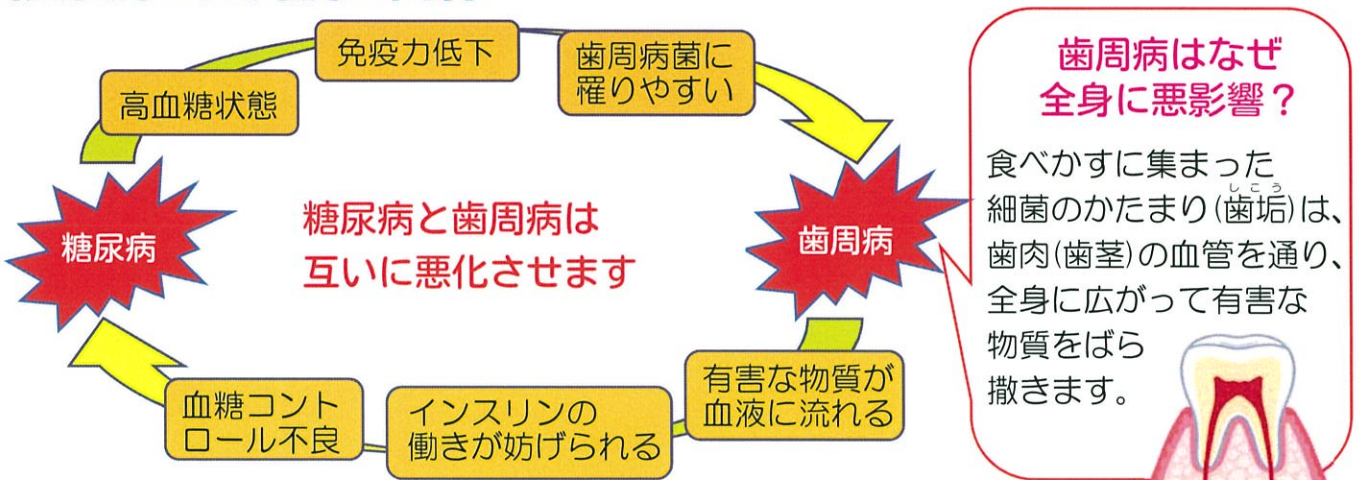 免疫力低下
歯周病菌に
罹りやすい
高血糖状態
糖尿病
糖尿病と歯周病は
互いに悪化させます
歯周病
有害な物質が
血液に流れる
インスリンの
働きが妨げられる
血糖コント
ロール不良
歯周病はなぜ
全身に悪影響？
食べかすに集まった
細菌のかたまり(歯垢)は、
しこう
歯肉(歯茎)の血管を通り、
全身に広がって有害な
物質をばら
撒きます。